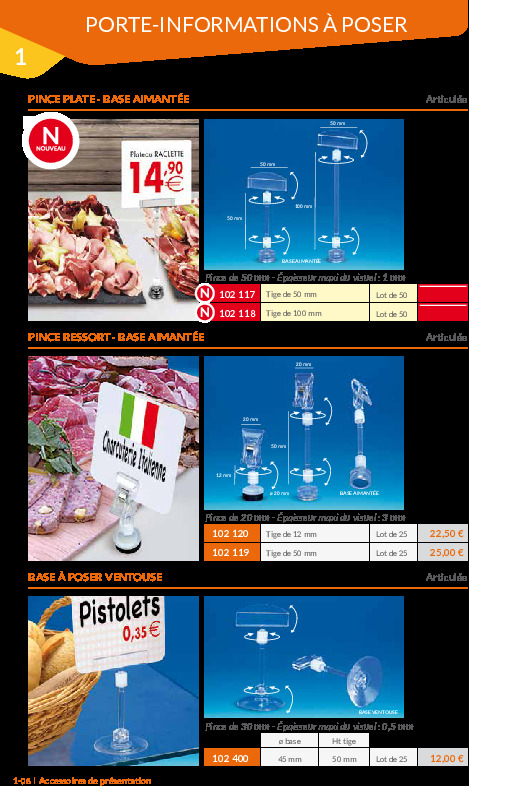 PORTE-INFORMATIONS À POSER
1
PINCE PLATE - BASE AIMANTÉE
Articulée
N
NOUVEAU
Plateau RACLETTE
14,90 €
50 mm
50 mm
100 mm
50 mm
BASE AIMANTÉE
Pince de 50 mm - Épaisseur maxi du visuel : 1 mm
N 102 117 Tige de 50 mm Lot de 50
N 102 118 Tige de 100 mm Lot de 50
PINCE RESSORT - BASE AIMANTÉE
Articulée
Charcuterie Italienne
20 mm
20 mm
50 mm
12 mm
ø 20 mm
BASE AIMANTÉE
Pince de 20 mm - Épaisseur maxi du visuel : 3 mm
102 120 Tige de 12 mm Lot de 25 22,50 €
102 119 Tige de 50 mm Lot de 25 25,00 €
BASE À POSER VENTOUSE
Articulée
Pistolets
0,35 €
BASE VENTOUSE
Pince de 30 mm - Épaisseur maxi du visuel : 0,5 mm
ø base Ht tige
102 400 45 mm 50 mm Lot de 25 12,00 €
1-06 | Accessoires de présentation